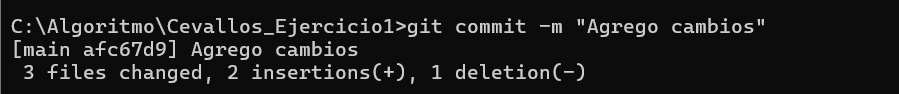 C:\Algoritmo\Cevallos_Ejercicio1>git commit -m "Agrego cambios"
[main afc67d9] Agrego cambios
 3 files changed, 2 insertions(+), 1 deletion(-)